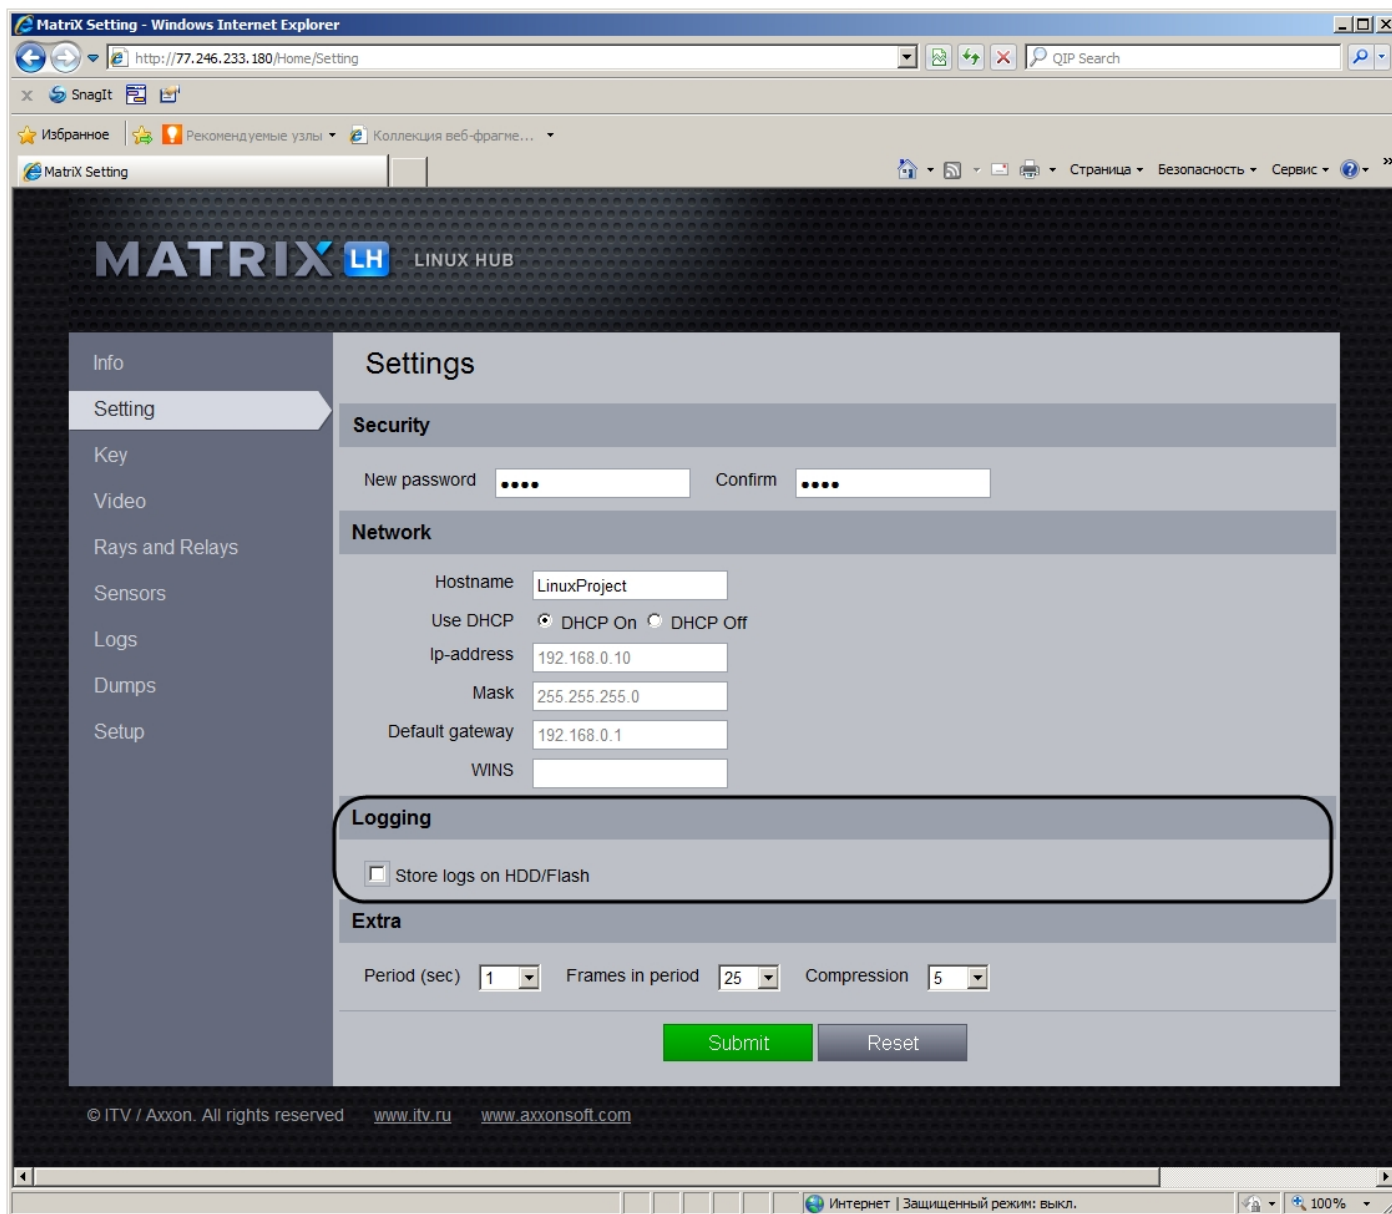 MatriX Setting - Windows Internet Explorer
http://77.246.233.180/Home/Setting
QIP Search
x SnagIt
Избранное Рекомендуемые узлы Коллекция веб-фрагме...
MatriX Setting
Страница Безопасность Сервис »
MATRIX LH LINUX HUB
Info
Setting
Key
Video
Rays and Relays
Sensors
Logs
Dumps
Setup
Settings
Security
New password •••• Confirm ••••
Network
Hostname LinuxProject
Use DHCP DHCP On DHCP Off
Ip-address 192.168.0.10
Mask 255.255.255.0
Default gateway 192.168.0.1
WINS
Logging
Store logs on HDD/Flash
Extra
Period (sec) 1 Frames in period 25 Compression 5
Submit Reset
© ITV / Axxon. All rights reserved www.itv.ru www.axxonsoft.com
Интернет | Защищенный режим: выкл. 100%